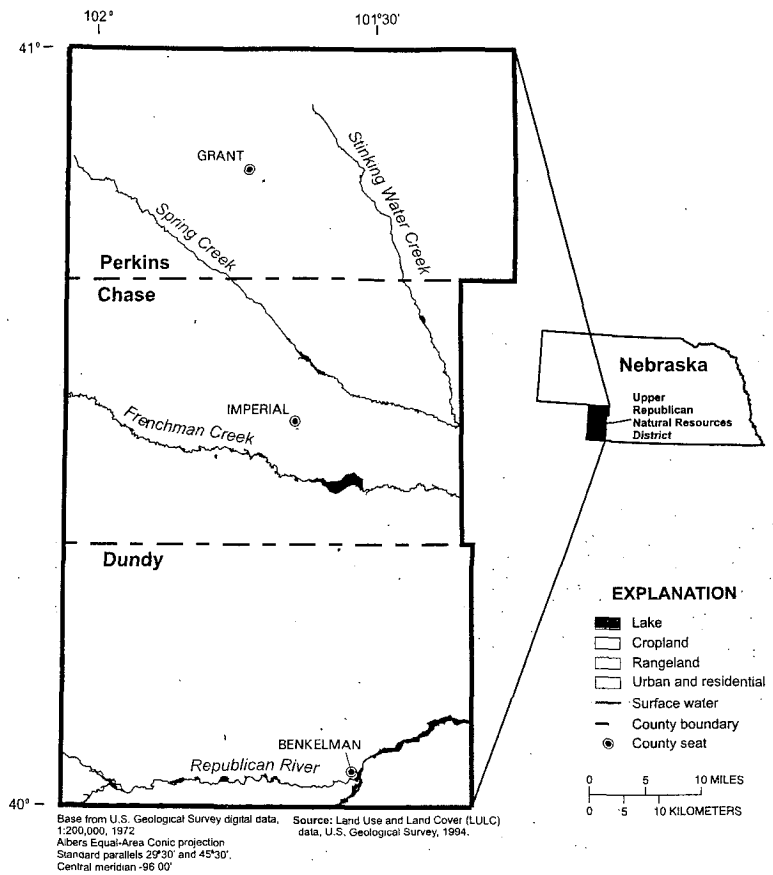 102°
101°30'
41°
GRANT
Stinking Water Creek
Spring Creek
Perkins
Chase
IMPERIAL
Frenchman Creek
Dundy
BENKELMAN
Republican River
40°
Nebraska
Upper
Republican
Natural Resources
District
EXPLANATION
Lake
Cropland
Rangeland
Urban and residential
Surface water
County boundary
County seat
0 5 10 MILES
0 5 10 KILOMETERS
Base from U.S. Geological Survey digital data,
1:200,000, 1972
Albers Equal-Area Conic projection
Standard parallels 29°30' and 45°30',
Central meridian -96 00'
Source: Land Use and Land Cover (LULC)
data, U.S. Geological Survey, 1994.